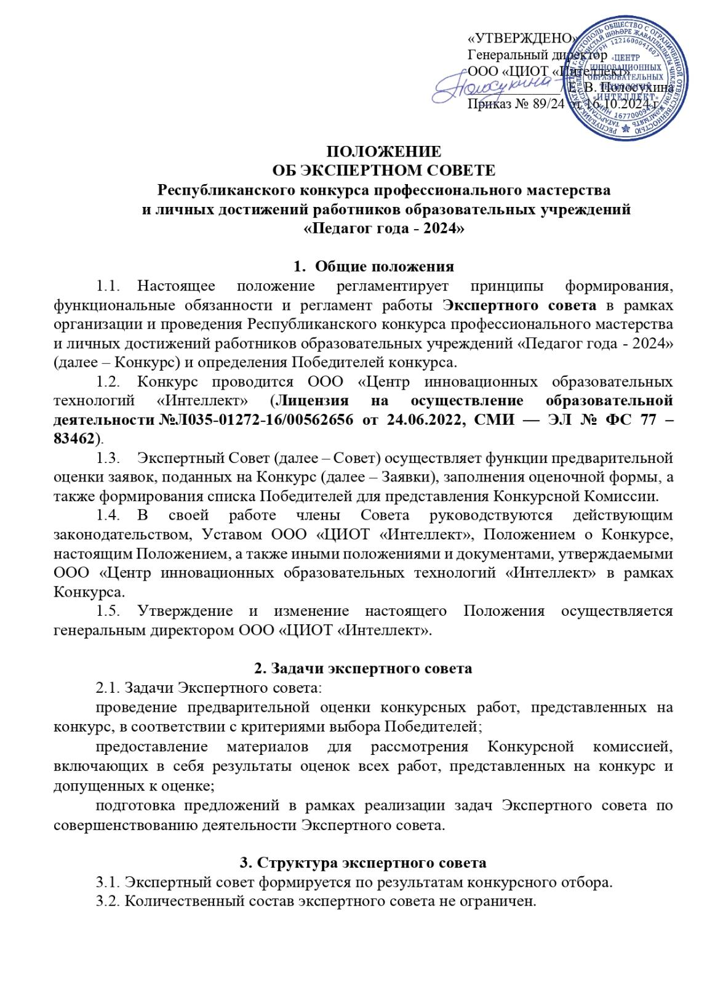 «УТВЕРЖДЕНО»
Генеральный директор
ООО «ЦИОТ «Интеллект»
Полосухина
/ Е. В. Полосухина
Приказ № 89/24 от 16.10.2024 г.
ОГРН 1221600041607
«ЦЕНТР
ИННОВАЦИОННЫХ
ОБРАЗОВАТЕЛЬНЫХ
ТЕХНОЛОГИЙ
«ИНТЕЛЛЕКТ»
ИНН 1677000945
ПОЛОЖЕНИЕ
ОБ ЭКСПЕРТНОМ СОВЕТЕ
Республиканского конкурса профессионального мастерства
и личных достижений работников образовательных учреждений
«Педагог года - 2024»
1. Общие положения
1.1. Настоящее положение регламентирует принципы формирования,
функциональные обязанности и регламент работы Экспертного совета в рамках
организации и проведения Республиканского конкурса профессионального мастерства
и личных достижений работников образовательных учреждений «Педагог года - 2024»
(далее – Конкурс) и определения Победителей конкурса.
1.2. Конкурс проводится ООО «Центр инновационных образовательных
технологий «Интеллект» (Лицензия на осуществление образовательной
деятельности №Л035-01272-16/00562656 от 24.06.2022, СМИ — ЭЛ № ФС 77 –
83462).
1.3. Экспертный Совет (далее – Совет) осуществляет функции предварительной
оценки заявок, поданных на Конкурс (далее – Заявки), заполнения оценочной формы, а
также формирования списка Победителей для представления Конкурсной Комиссии.
1.4. В своей работе члены Совета руководствуются действующим
законодательством, Уставом ООО «ЦИОТ «Интеллект», Положением о Конкурсе,
настоящим Положением, а также иными положениями и документами, утверждаемыми
ООО «Центр инновационных образовательных технологий «Интеллект» в рамках
Конкурса.
1.5. Утверждение и изменение настоящего Положения осуществляется
генеральным директором ООО «ЦИОТ «Интеллект».
2. Задачи экспертного совета
2.1. Задачи Экспертного совета:
проведение предварительной оценки конкурсных работ, представленных на
конкурс, в соответствии с критериями выбора Победителей;
предоставление материалов для рассмотрения Конкурсной комиссией,
включающих в себя результаты оценок всех работ, представленных на конкурс и
допущенных к оценке;
подготовка предложений в рамках реализации задач Экспертного совета по
совершенствованию деятельности Экспертного совета.
3. Структура экспертного совета
3.1. Экспертный совет формируется по результатам конкурсного отбора.
3.2. Количественный состав экспертного совета не ограничен.